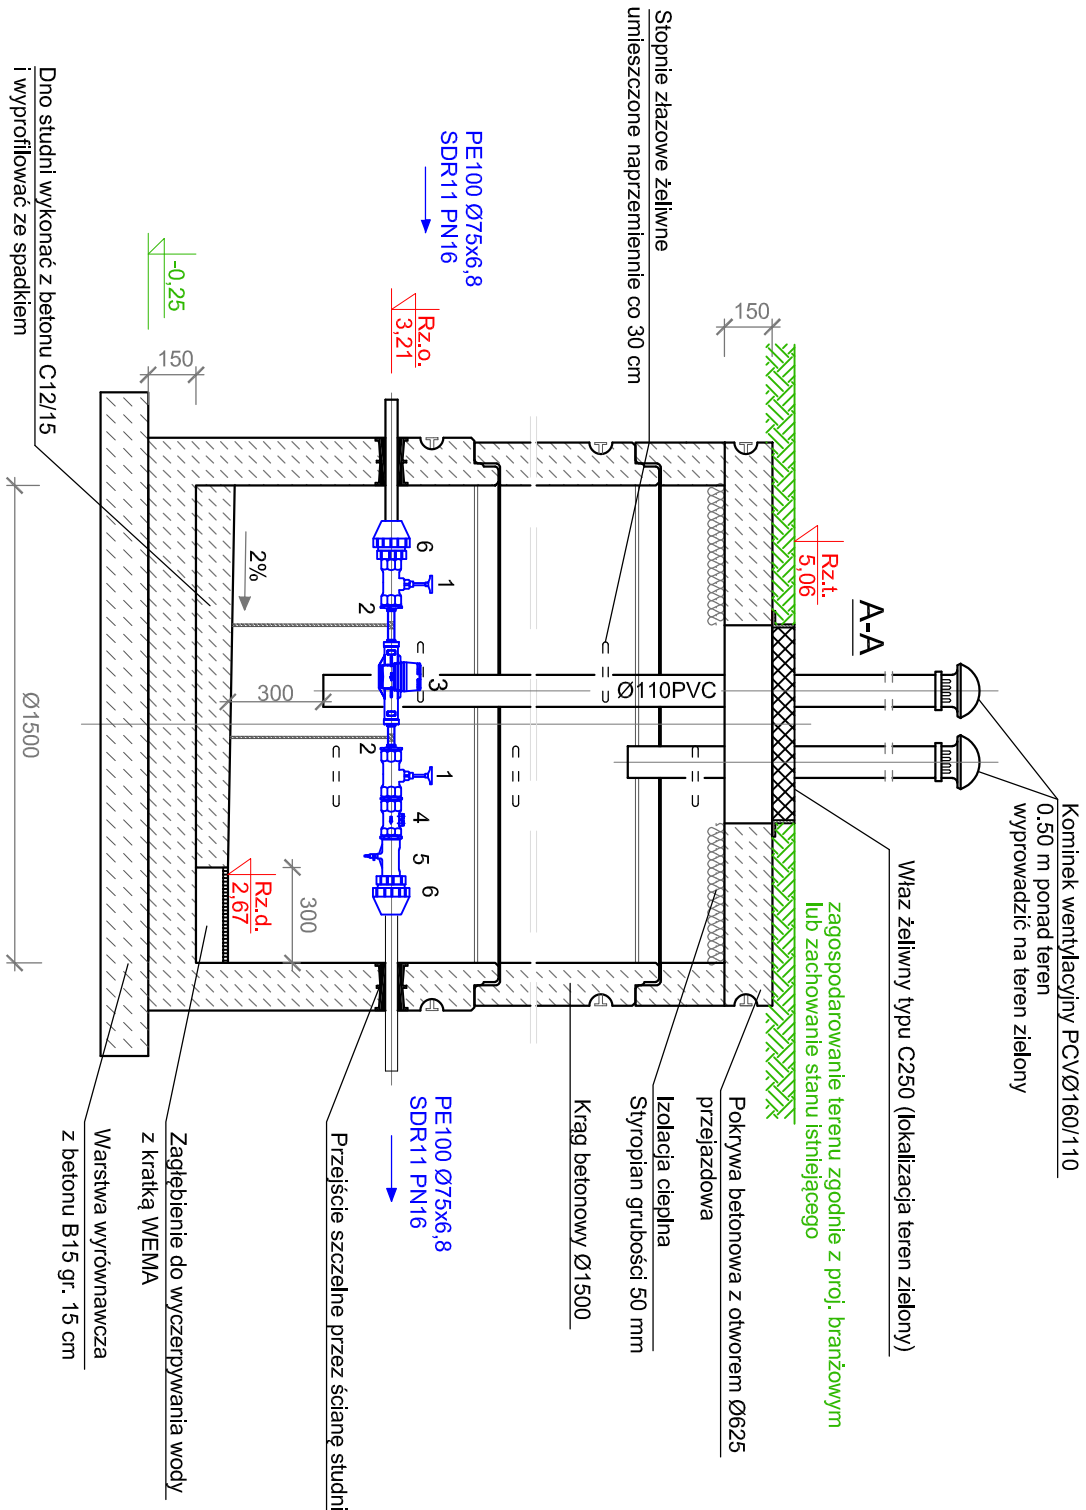 A-A
Kominek wentylacyjny PCVØ160/110
0.50 m ponad teren
wyprowadzić na teren zielony
Właz żeliwny typu C250 (lokalizacja teren zielony)
zagospodarowanie terenu zgodnie z proj. branżowym
lub zachowanie stanu istniejącego
Rz.t.
5,06
150
Pokrywa betonowa z otworem Ø625
przejazdowa
Izolacja cieplna
Styropian grubości 50 mm
Stopnie złazowe żeliwne
umieszczone naprzemiennie co 30 cm
Ø110PVC
Krąg betonowy Ø1500
PE100 Ø75x6,8
SDR11 PN16
Rz.o.
3,21
6
1
2
3
2
1
4
5
6
PE100 Ø75x6,8
SDR11 PN16
Przejście szczelne przez ścianę studni
300
300
2%
Rz.d.
2,67
150
-0,25
Zagłębienie do wyczerpywania wody
z kratką WEMA
Warstwa wyrównawcza
z betonu B15 gr. 15 cm
Dno studni wykonać z betonu C12/15
i wyprofilować ze spadkiem
Ø1500